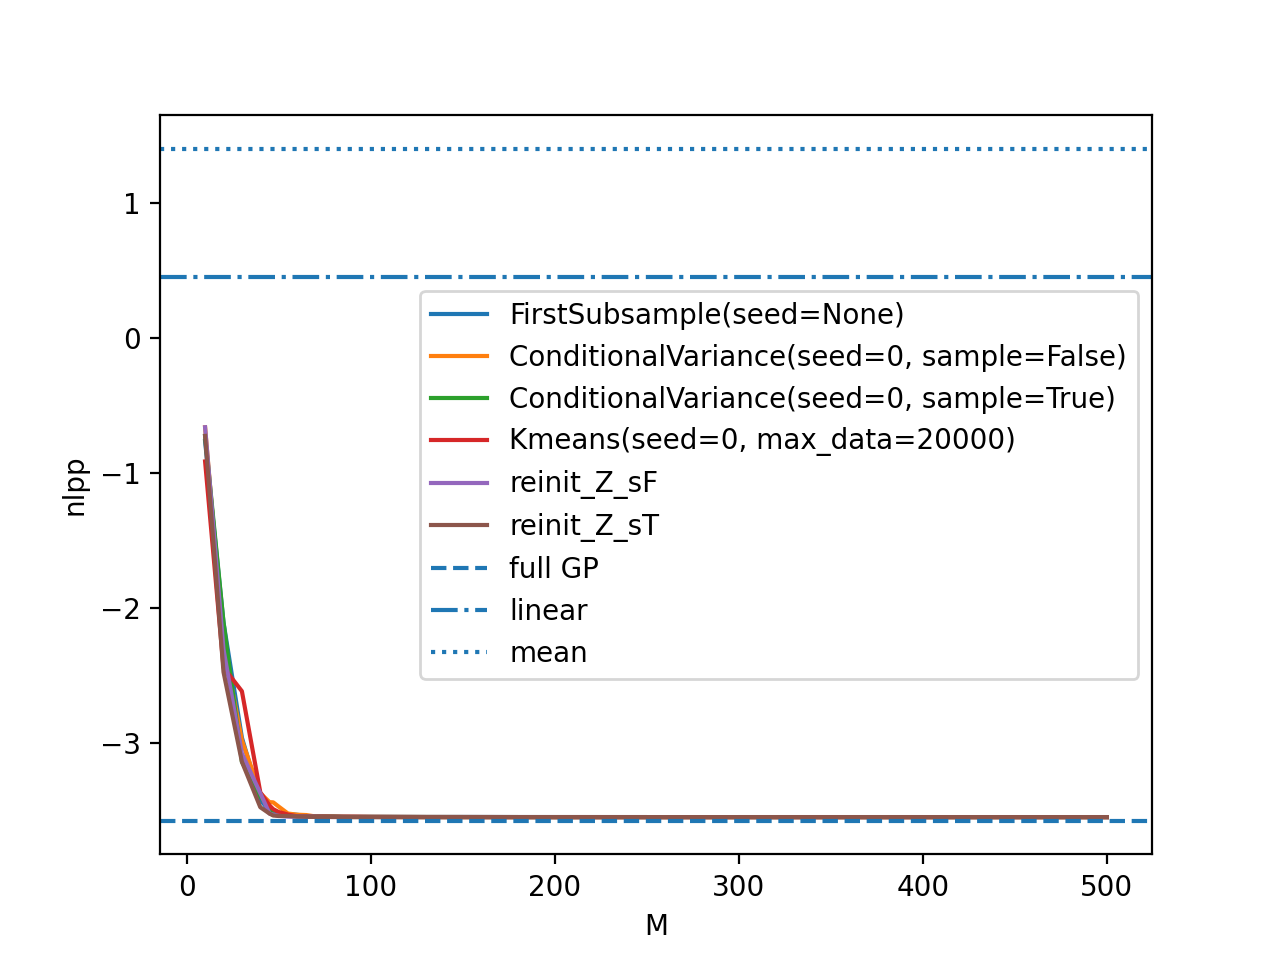 1
0
−1
−2
−3
nlpp
FirstSubsample(seed=None)
ConditionalVariance(seed=0, sample=False)
ConditionalVariance(seed=0, sample=True)
Kmeans(seed=0, max_data=20000)
reinit_Z_sF
reinit_Z_sT
full GP
linear
mean
0 100 200 300 400 500
M